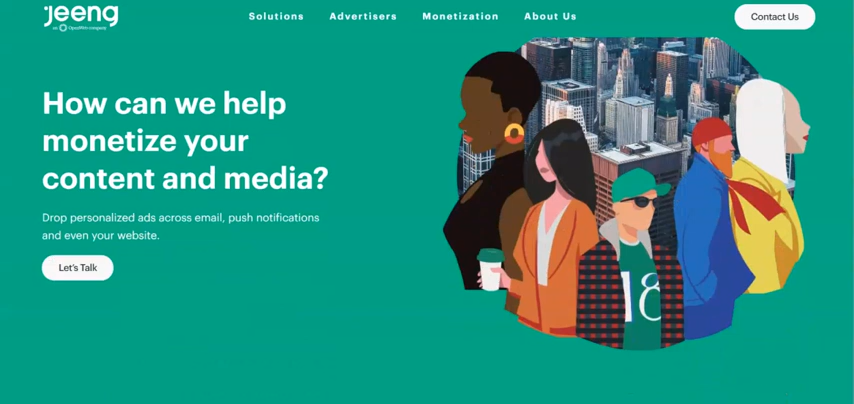 Jeeng
an OpenWeb company
Solutions
Advertisers
Monetization
About Us
Contact Us
How can we help
monetize your
content and media?
Drop personalized ads across email, push notifications
and even your website.
Let's Talk
18